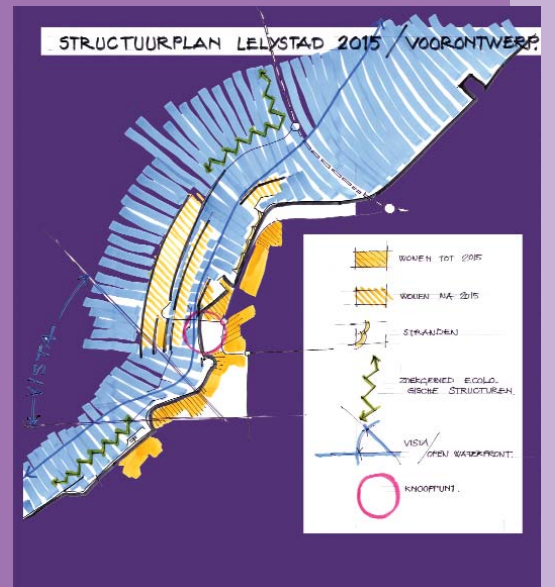 STRUCTUURPLAN LELYSTAD 2015 / VOORONTWERP.
VISTA
WONEN TOT 2015
WONEN NA 2015
STRANDEN
ZOEKGEBIED ECOLO-
GISCHE STRUCTUREN.
VISTA/
OPEN WATERFRONT.
KNOOPPUNT.